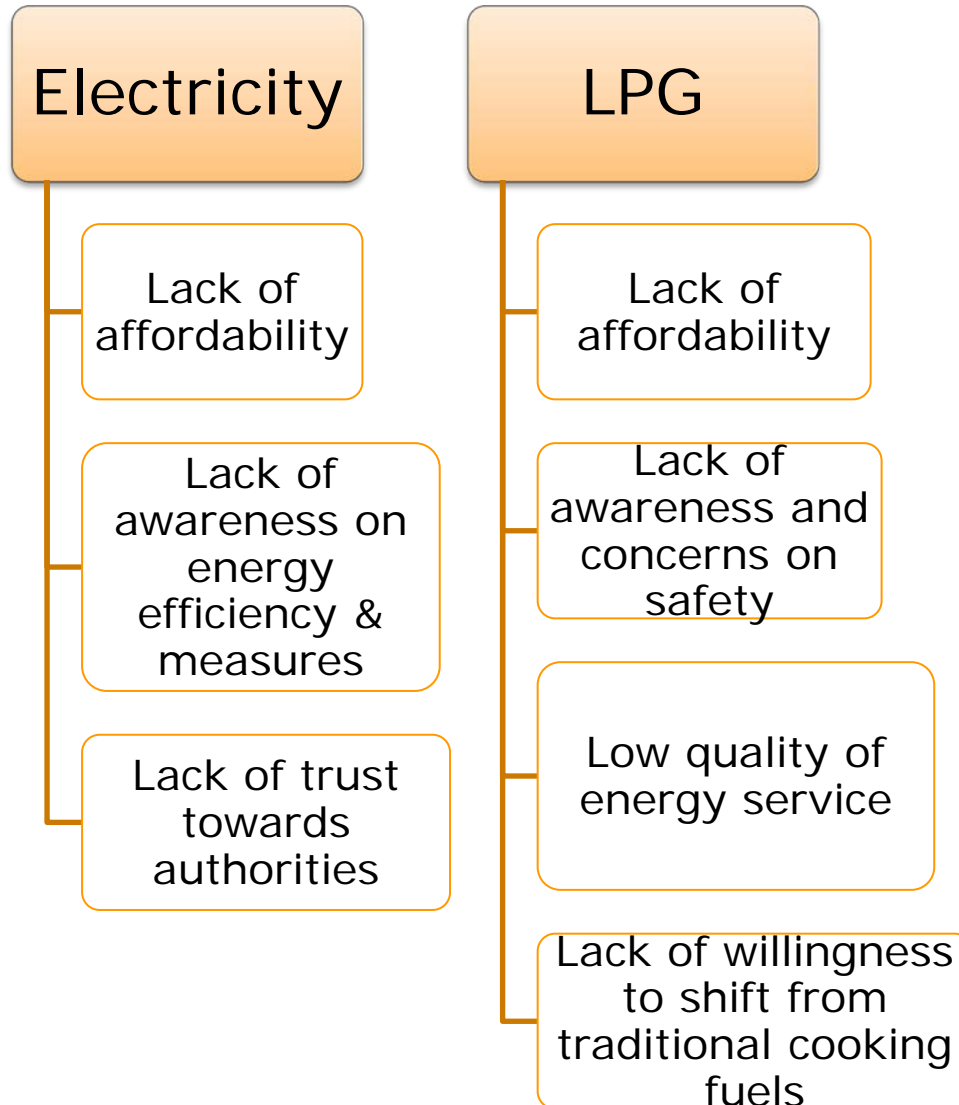 Electricity
Lack of
affordability
Lack of
awareness on
energy
efficiency &
measures
Lack of trust
towards
authorities
LPG
Lack of
affordability
Lack of
awareness and
concerns on
safety
Low quality of
energy service
Lack of willingness
to shift from
traditional cooking
fuels